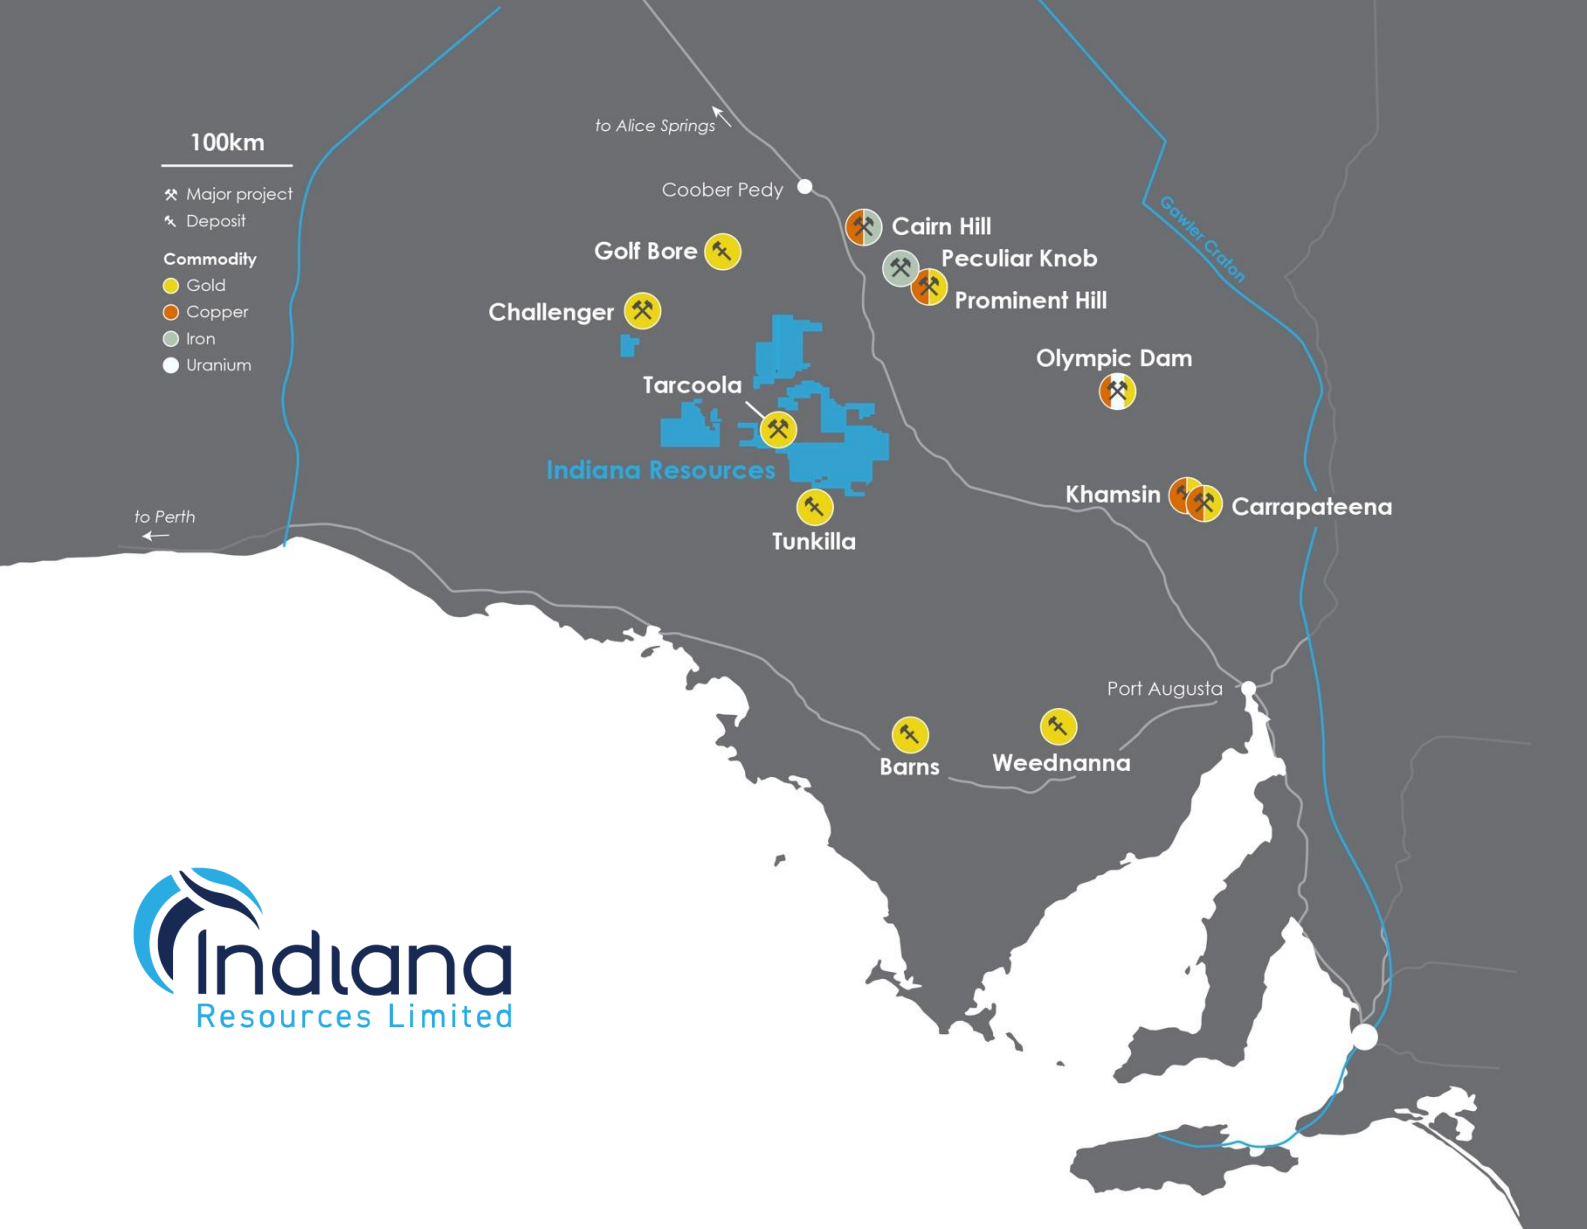 100km
Major project
Deposit
Commodity
Gold
Copper
Iron
Uranium
to Alice Springs
Coober Pedy
Cairn Hill
Golf Bore
Peculiar Knob
Prominent Hill
Challenger
Gawler Craton
Olympic Dam
Tarcoola
Indiana Resources
Khamsin
Carrapateena
to Perth
Tunkilla
Port Augusta
Barns
Weednanna
Indiana
Resources Limited